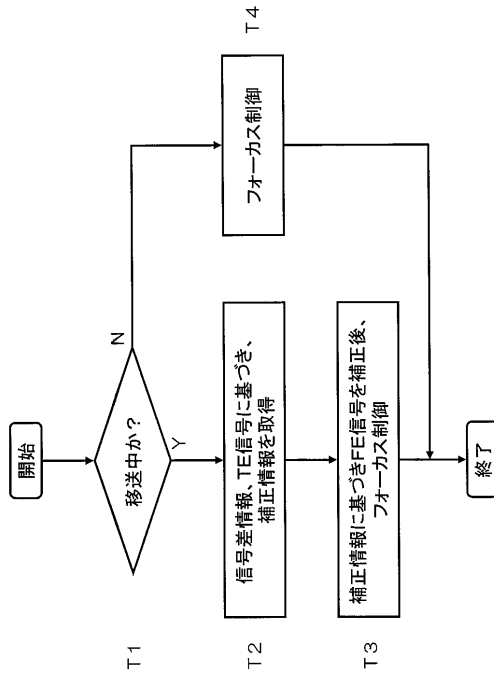 開始
T1
移送中か？
N
Y
T2
信号差情報、TE信号に基づき、
補正情報を取得
T4
フォーカス制御
T3
補正情報に基づきFE信号を補正後、
フォーカス制御
終了